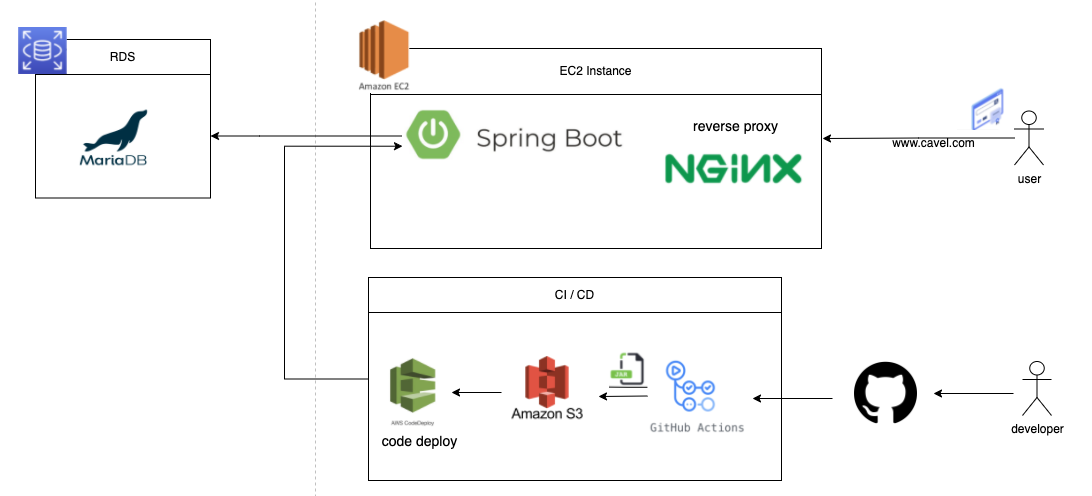 RDS
MariaDB
Amazon EC2
EC2 Instance
Spring Boot
reverse proxy
NGINX
www.cavel.com
user
CI / CD
AWS CodeDeploy
code deploy
Amazon S3
JAR
GitHub Actions
developer